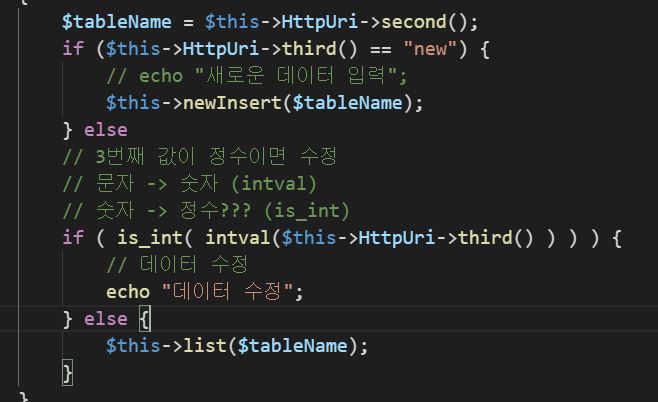 {
$tableName = $this->HttpUri->second();
if ($this->HttpUri->third() == "new") {
// echo "새로운 데이터 입력";
$this->newInsert($tableName);
} else
// 3번째 값이 정수이면 수정
// 문자 -> 숫자 (intval)
// 숫자 -> 정수??? (is_int)
if ( is_int( intval($this->HttpUri->third() ) ) ) {
// 데이터 수정
echo "데이터 수정";
} else {
$this->list($tableName);
}
}